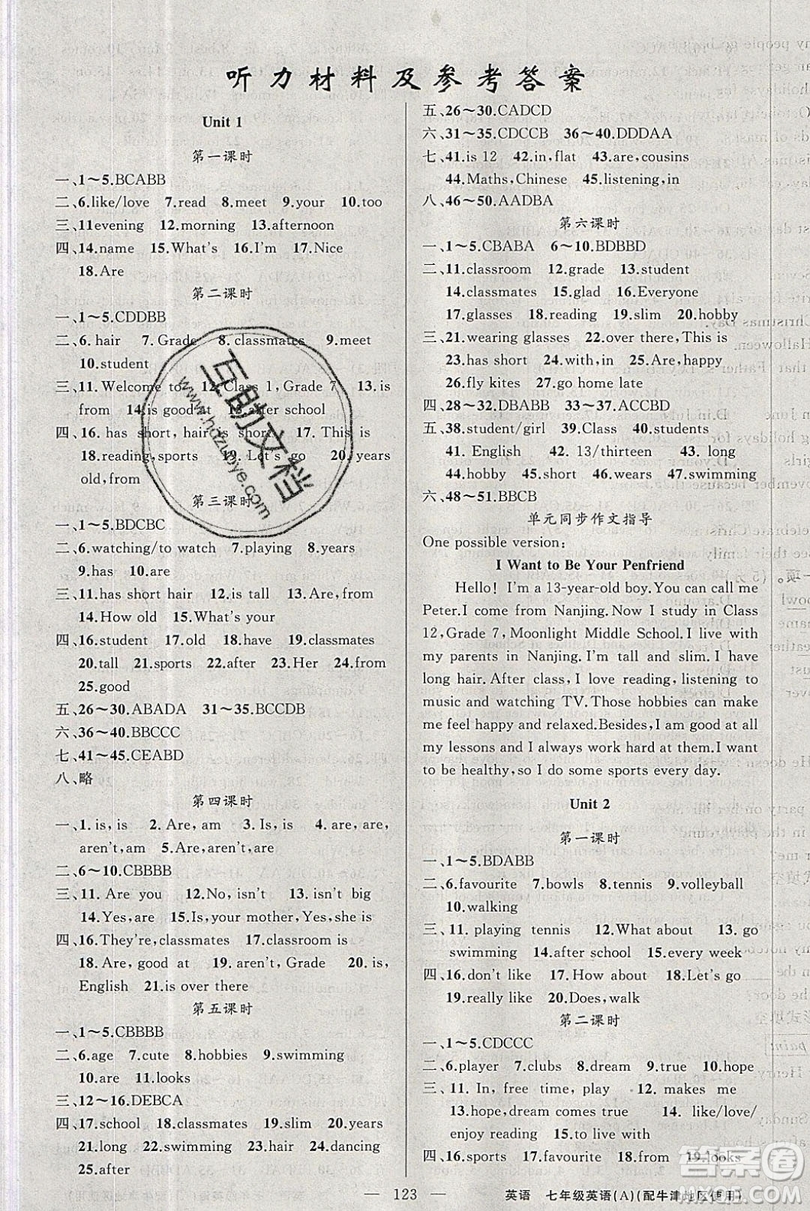 听力材料及参考答案
Unit 1
第一课时
一、1～5.BCABB
二、6.like/love 7.read 8.meet 9.your 10.too
三、11evening 12.morning 13.afternoon
四、14.name 15.What's 16.I'm 17.Nice
18.Are
第二课时
一、1～5.CDDBB
二、6. hair 7.Grade 8.classmates 9.meet
10.student
三、11. Welcome to 12.Class 1, Grade 7 13. is
from 14.is good at 15.after school
四、16. has short, hair is short 17. This is
18.reading,sports 19. Let's go 20. years
old,from
第三课时
一、1～5.BDCBC
二、6.watching/to watch 7.playing 8.years
9.has 10.are
三、11.has short hair 12.is tall 13.are from
14.How old 15.What's your
四、16.student 17.old 18.have 19.classmates
20.tall 21.sports 22.after 23.Her 24.is
25.good
五、26～30.ABADA 31～35.BCCDB
六、36～40.BBCCC
七、41～45.CEABD
八、略
第四课时
一、1.is, is 2.Are,am 3.Is,is 4.are, are,
aren't,are 5.Are,aren't
二、6～10.CBBBB
三、11. Are you 12.No, isn't 13.isn't big
14.Yes,are 15.Is,your mother,Yes,she is
四、16.They're,classmates 17.are,classroom
18.Are, aren't, Grade 19.Are 20. is,
English 21.is over there
第五课时
一、1～5.CBBBB
二、6.age 7.cute 8.hobbies 9.swimming
10.are 11.looks
三、12～16.DEBCA
四、17.school 18.glasses 19.slim 20.years
21.long 22.swimming 23.hair 24.dancing
25.after
五、26～30.CADCD
六、31～35.CDCCB 36～40.DDDAA
七、41.is 12 42.in,flat 43.are,cousins
44.Maths,Chinese 45.listening,in
八、46～50.AADBA
第六课时
一、1～5.CBABA 6～10.BDBBD
二、11.classroom 12.grade 13.student
14.classmates 15.glad 16.Everyone
17.glasses 18.reading 19.slim 20.hobby
三、21.wearing glasses 22.over there,This is
23.has short 24.swimming,in 25.Are,happy
26.fly kites 27.go home late
四、28～32.DBABB 33～37.ACCBD
五、38.student/girl 39.Class 40.students
41. English 42. 13/thirteen 43. long
44.hobby 45.short 46.swimming 47.years
六、48～51.BBCB
单元同步作文指导
One possible version:
I Want to Be Your Penfriend
Hello! I'm a 13-year-old boy. You can call me
Peter.I come from Nanjing. Now I study in Class
12,Grade 7, Moonlight Middle School. I live with
my parents in Nanjing. I am tall and slim. I have
long hair. After class, I love reading, listening to
music and watching TV.Those hobbies can make
me feel happy and relaxed.Besides,I am good at
all my lessons and I always work hard at them.I
want to be healthy,so I do some sports every day.
Unit 2
第一课时
一、1～5.BDABB
二、6.favourite 7.bowls 8.tennis 9.volleyball
10.walking
三、11. playing tennis 12.What about 13. go
swimming 14.after school 15.every week
四、16.don't like 17.favourite 18.Let's go
19.volleyball 20.Does,walk
第二课时
一、1～5.CDCCC
二、6.player 7.clubs 8.dream 9.true 10.hope
三、11. In, free time, play 12. makes me
13.hope,dream comes true 14.like/love/
enjoy reading 15.to live with
四、16.sports 17.weekends 18.from 19.looks
123
英语 七年级英语(A)(配牛津地区使用)
互助文档
www.hdzuoye.com
答案圈